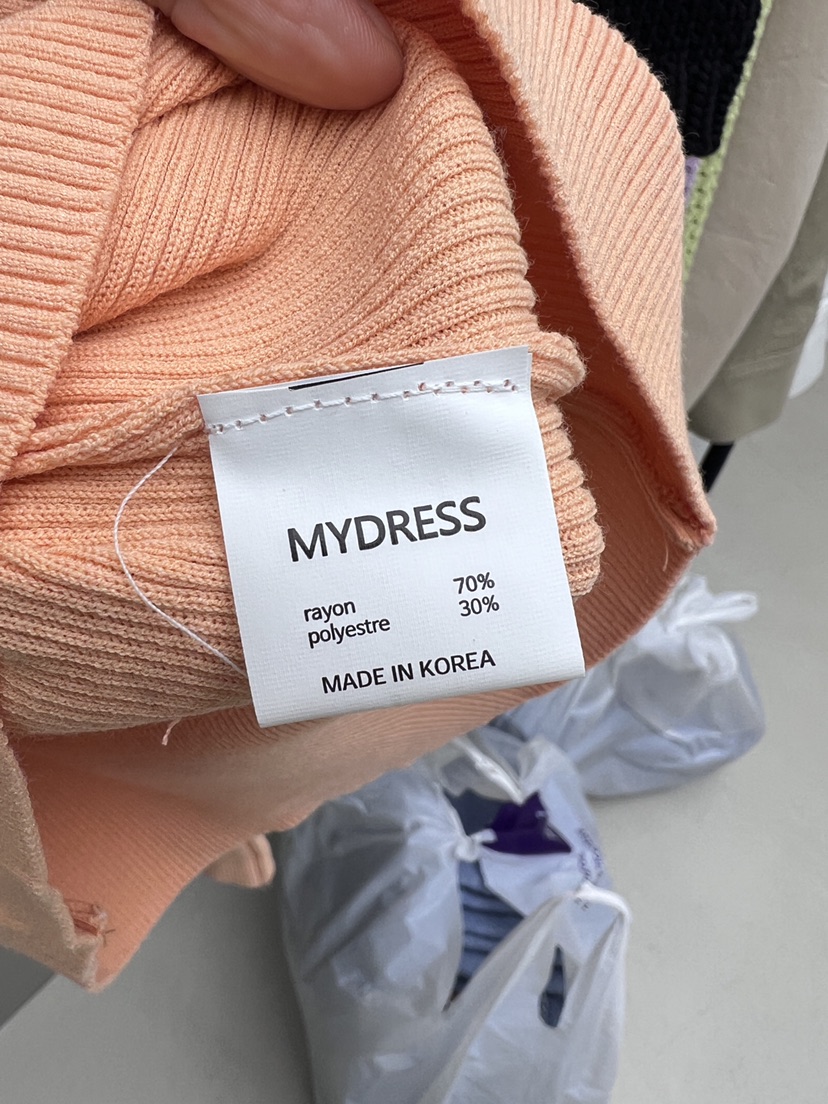 MYDRESS
rayon 70%
polyestre 30%
MADE IN KOREA